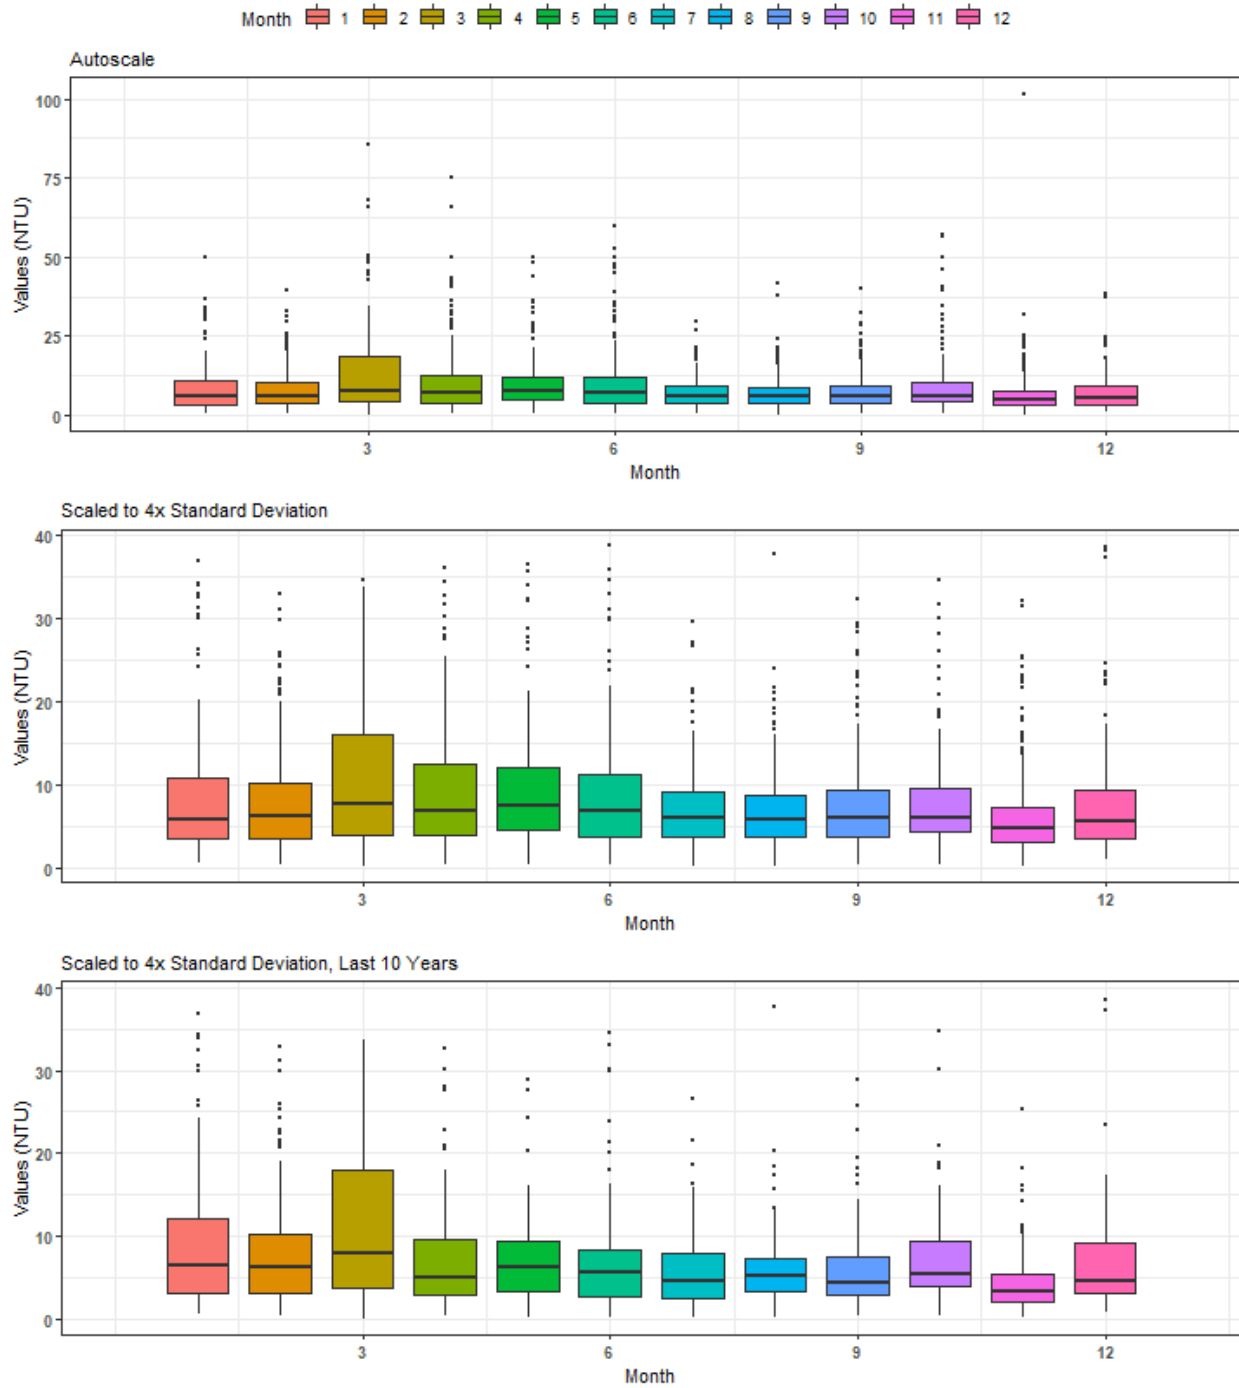 Month 1 2 3 4 5 6 7 8 9 10 11 12
Autoscale
100
75
50
25
0
Values (NTU)
3 6 9 12
Month
Scaled to 4x Standard Deviation
40
30
20
10
0
Values (NTU)
3 6 9 12
Month
Scaled to 4x Standard Deviation, Last 10 Years
40
30
20
10
0
Values (NTU)
3 6 9 12
Month